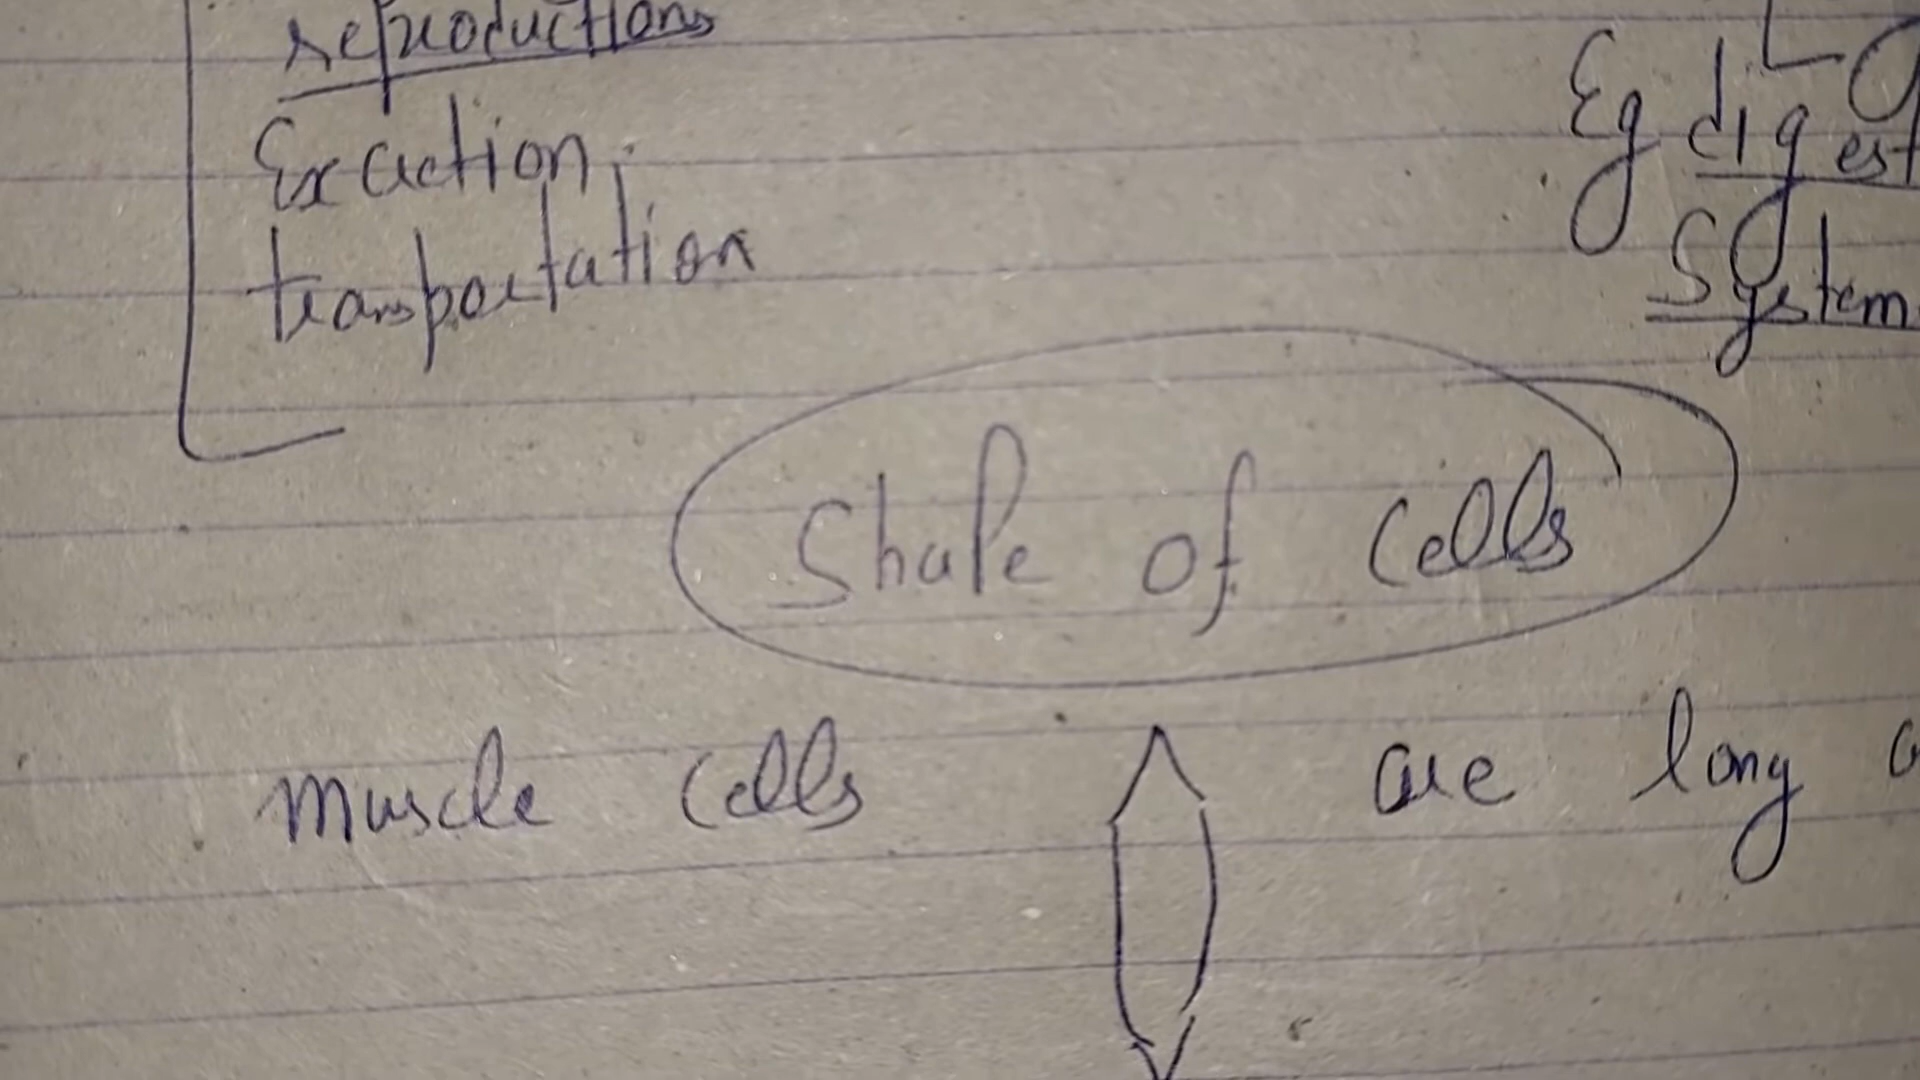 reproductions
Excretion,
transportation
Eg digest
System
Shape of Cells
Muscle Cells are long